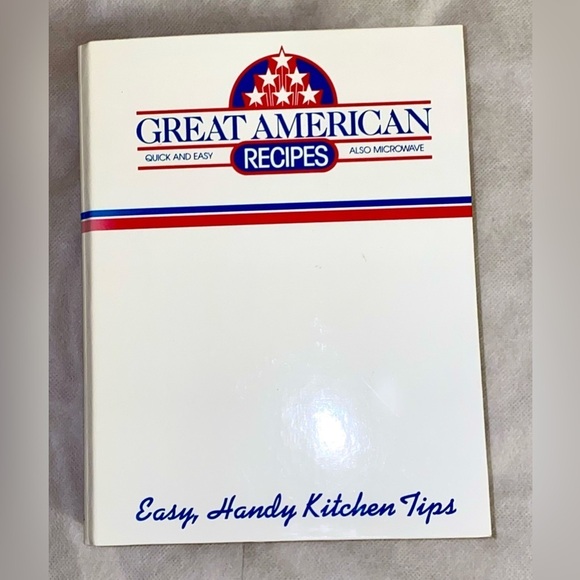 GREAT AMERICAN
QUICK AND EASY RECIPES ALSO MICROWAVE
Easy, Handy Kitchen Tips